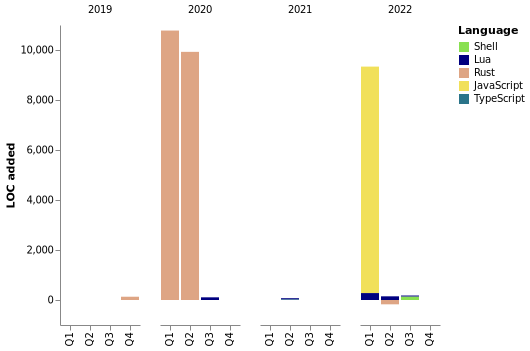 2019 2020 2021 2022
Language
Shell
Lua
Rust
JavaScript
TypeScript
LOC added
10,000
8,000
6,000
4,000
2,000
0
Q1 Q2 Q3 Q4 Q1 Q2 Q3 Q4 Q1 Q2 Q3 Q4 Q1 Q2 Q3 Q4